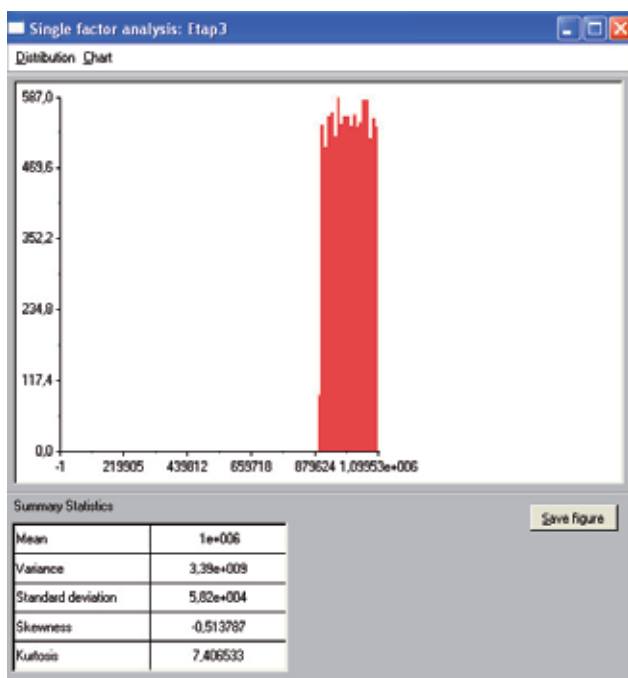 Single factor analysis: Etap3
Distribution Chart
587,0
469,6
352,2
234,8
117,4
0,0
-1 219905 439812 659718 879624 1,09953e+006
Summary Statistics
Save figure
Mean 1e+006
Variance 3,39e+009
Standard deviation 5,82e+004
Skewness -0,513787
Kurtosis 7,406533